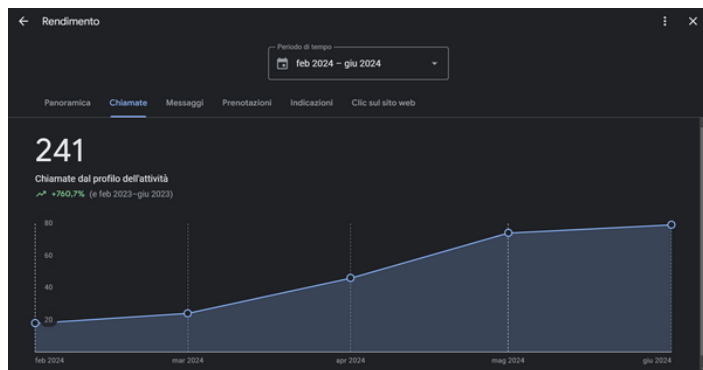 Rendimento
Periodo di tempo
feb 2024 – giu 2024
Panoramica Chiamate Messaggi Prenotazioni Indicazioni Clic sul sito web
241
Chiamate dal profilo dell'attività
+760,7% (e feb 2023–giu 2023)
80
60
40
20
feb 2024 mar 2024 apr 2024 mag 2024 giu 2024